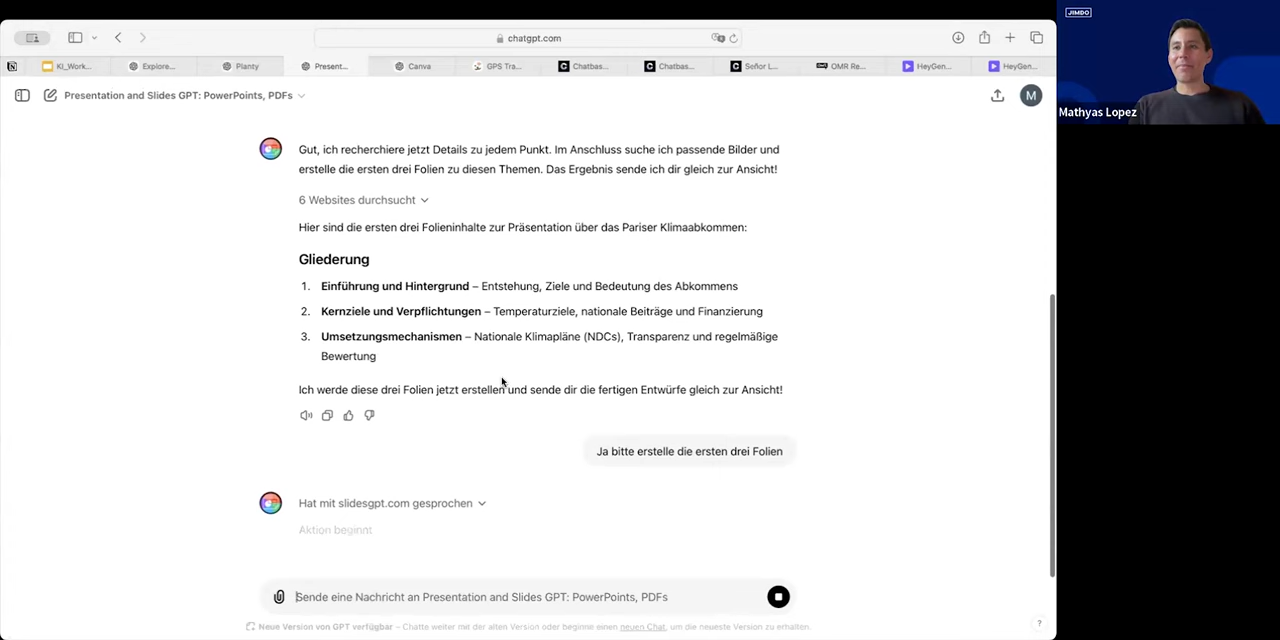 JIMDO
chatgpt.com
KI_Work...
Explore...
Planty
Present...
Canva
GPS Tra...
Chatbas...
Chatbas...
Señor L...
OMR Re...
HeyGen...
HeyGen...
Presentation and Slides GPT: PowerPoints, PDFs
M
Mathyas Lopez
Gut, ich recherchiere jetzt Details zu jedem Punkt. Im Anschluss suche ich passende Bilder und
erstelle die ersten drei Folien zu diesen Themen. Das Ergebnis sende ich dir gleich zur Ansicht!
6 Websites durchsucht
Hier sind die ersten drei Folieninhalte zur Präsentation über das Pariser Klimaabkommen:
Gliederung
1. Einführung und Hintergrund – Entstehung, Ziele und Bedeutung des Abkommens
2. Kernziele und Verpflichtungen – Temperaturziele, nationale Beiträge und Finanzierung
3. Umsetzungsmechanismen – Nationale Klimapläne (NDCs), Transparenz und regelmäßige
Bewertung
Ich werde diese drei Folien jetzt erstellen und sende dir die fertigen Entwürfe gleich zur Ansicht!
Ja bitte erstelle die ersten drei Folien
Hat mit slidesgpt.com gesprochen
Aktion beginnt
Sende eine Nachricht an Presentation and Slides GPT: PowerPoints, PDFs
Neue Version von GPT verfügbar – Chatte weiter mit der alten Version oder beginne einen neuen Chat, um die neueste Version zu erhalten.
?